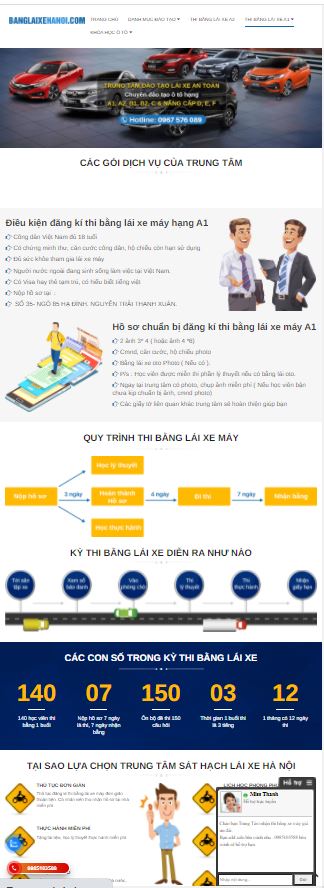 BANGLAIXEHANOI.COM
TRANG CHỦ
DANH MỤC ĐÀO TẠO
THI BẰNG LÁI XE A2
THI BẰNG LÁI XE A1
KHÓA HỌC Ô TÔ
TRUNG TÂM ĐÀO TẠO LÁI XE AN TOÀN
Chuyên đào tạo ô tô hạng
A1, A2, B1, B2, C & NÂNG CẤP D, E, F
Hotline: 0967 576 089
CÁC GÓI DỊCH VỤ CỦA TRUNG TÂM
Điều kiện đăng kí thi bằng lái xe máy hạng A1
Công dân Việt Nam đủ 18 tuổi
Có chứng minh thư, căn cước công dân, hộ chiếu còn hạn sử dụng
Đủ sức khỏe tham gia lái xe máy
Người nước ngoài đang sinh sống làm việc tại Việt Nam.
Có Visa hay thẻ tạm trú, có hiểu biết tiếng việt
Nộp hồ sơ tại :
SỐ 35- NGÕ 85 HẠ ĐÌNH. NGUYỄN TRÃI THANH XUÂN.
Hồ sơ chuẩn bị đăng kí thi bằng lái xe máy hạng A1
2 ảnh 3* 4 ( hoặc ảnh 4 *6)
Cmnd, căn cước, hộ chiếu photo
Bằng lái xe oto Photo ( Nếu có ).
P/s : Học viên được miễn thi phần lý thuyết nếu có bằng lái oto.
Ngay tại trung tâm có photo, chụp ảnh miễn phí ( Nếu học viên bận
chưa kịp chuẩn bị ảnh, cmnd photo)
Các giấy tờ liên quan khác trung tâm sẽ hoàn thiện giúp bạn
QUY TRÌNH THI BẰNG LÁI XE MÁY
Học lý thuyết
Nộp hồ sơ
3 ngày
Hoàn thành
Hồ sơ
4 ngày
Đi thi
7 ngày
Nhận bằng
Học thực hành
KỲ THI BẰNG LÁI XE DIỄN RA NHƯ NÀO
Tới sân
tập xe
Xem số
báo danh
Vào
phòng chờ
Thi
lý thuyết
Thi
thực hành
Nhận
giấy hẹn
CÁC CON SỐ TRONG KỲ THI BẰNG LÁI XE
140
07
150
03
12
140 học viên thi
bằng 1 buổi
Nộp hồ sơ 7 ngày
là thi, 7 ngày nhận
bằng
Ôn bộ đề thi 150
câu hỏi
Thời gian 1 buổi thi
là 3 tiếng
1 tháng có 12 ngày
thi
TẠI SAO LỰA CHỌN TRUNG TÂM SÁT HẠCH LÁI XE HÀ NỘI
THỦ TỤC ĐƠN GIẢN
THỰC HÀNH MIỄN PHÍ
Hỗ trợ
Minh Thanh
Hỗ trợ trực tuyến
Gửi
0985103588